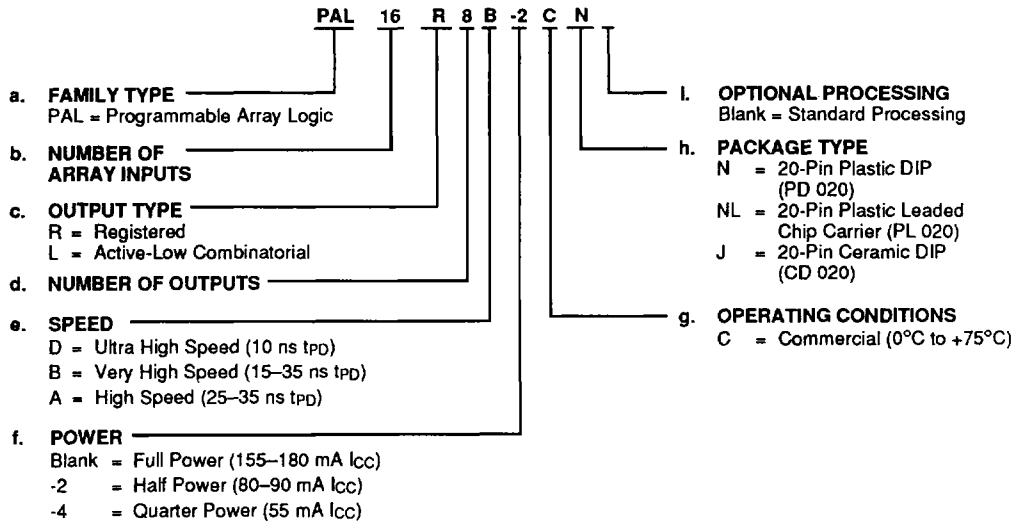 PAL 16 R 8 B -2 C N
a. FAMILY TYPE
PAL = Programmable Array Logic
b. NUMBER OF
ARRAY INPUTS
c. OUTPUT TYPE
R = Registered
L = Active-Low Combinatorial
d. NUMBER OF OUTPUTS
e. SPEED
D = Ultra High Speed (10 ns tPD)
B = Very High Speed (15–35 ns tPD)
A = High Speed (25–35 ns tPD)
f. POWER
Blank = Full Power (155–180 mA ICC)
-2 = Half Power (80–90 mA ICC)
-4 = Quarter Power (55 mA ICC)
I. OPTIONAL PROCESSING
Blank = Standard Processing
h. PACKAGE TYPE
N = 20-Pin Plastic DIP
(PD 020)
NL = 20-Pin Plastic Leaded
Chip Carrier (PL 020)
J = 20-Pin Ceramic DIP
(CD 020)
g. OPERATING CONDITIONS
C = Commercial (0°C to +75°C)